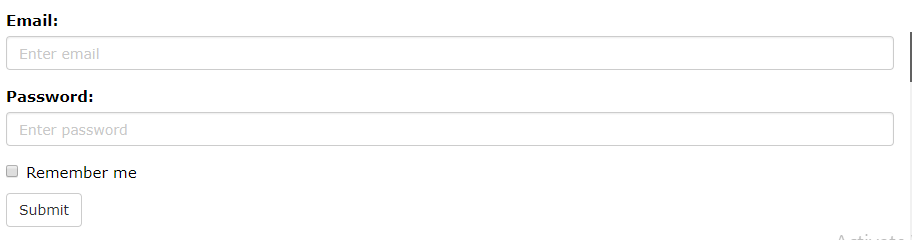 Email:
Enter email
Password:
Enter password
Remember me
Submit